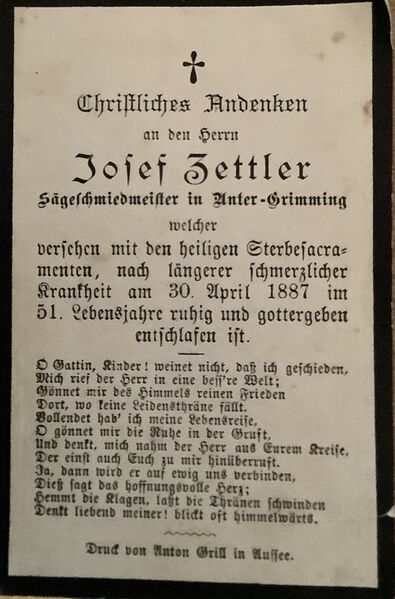 Christliches Andenken
an den Herrn
Josef Zettler
Sägeschmiedmeister in Unter-Grimming
welcher
versehen mit den heiligen Sterbesacra-
menten, nach längerer schmerzlicher
Krankheit am 30. April 1887 im
51. Lebensjahre ruhig und gottergeben
entschlafen ist.
O Gattin, Kinder! weinet nicht, daß ich geschieden,
Mich rief der Herr in eine bess're Welt;
Gönnet mir des Himmels reinen Frieden
Dort, wo keine Leidensthräne fällt.
Vollendet hab' ich meine Lebensreise,
O gönnet mir die Ruhe in der Gruft,
Und denkt, mich nahm der Herr aus Eurem Kreise,
Der einst auch Euch zu mir hinüberruft.
Ja, dann wird er auf ewig uns verbinden,
Dieß sagt das hoffnungsvolle Herz;
Hemmt die Klagen, laßt die Thränen schwinden
Denkt liebend meiner! blickt oft himmelwärts.
Druck von Anton Grill in Aussee.